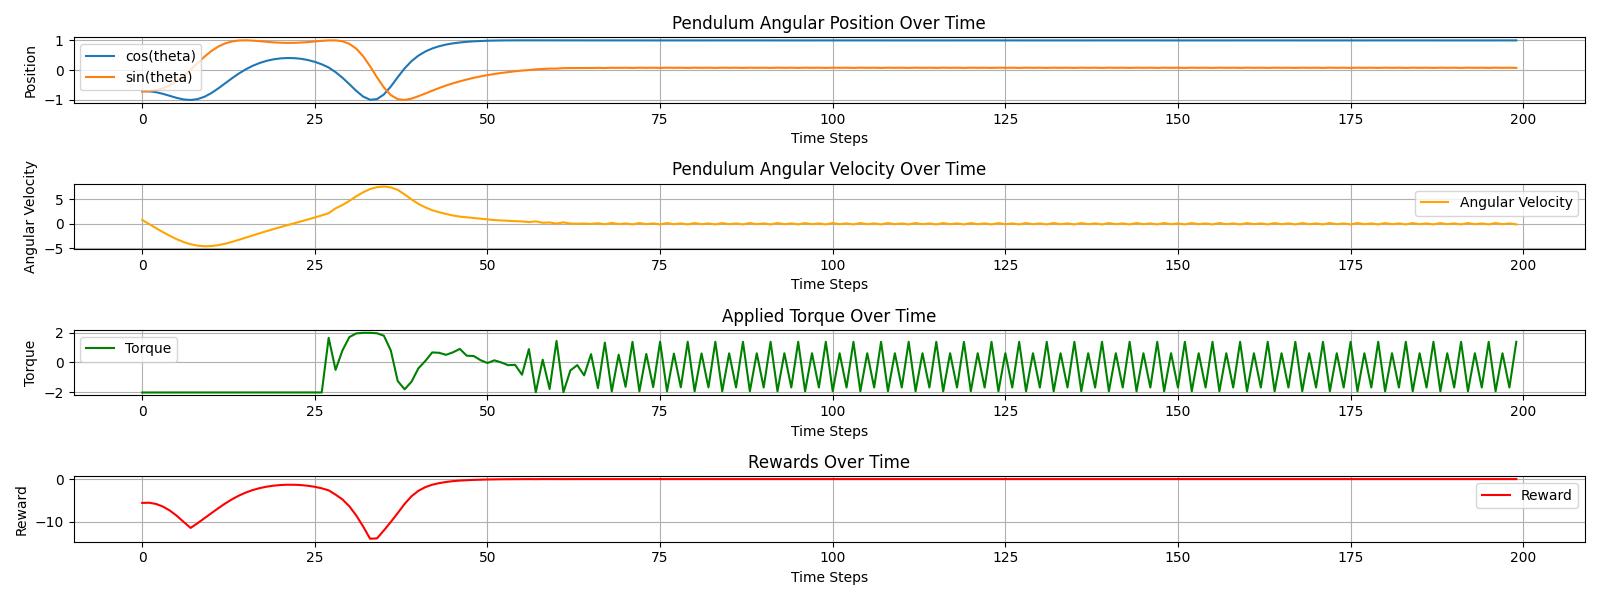 Pendulum Angular Position Over Time
Position
1
0
−1
cos(theta)
sin(theta)
0 25 50 75 100 125 150 175 200
Time Steps
Pendulum Angular Velocity Over Time
Angular Velocity
5
0
−5
Angular Velocity
0 25 50 75 100 125 150 175 200
Time Steps
Applied Torque Over Time
Torque
2
0
−2
Torque
0 25 50 75 100 125 150 175 200
Time Steps
Rewards Over Time
Reward
0
−10
Reward
0 25 50 75 100 125 150 175 200
Time Steps